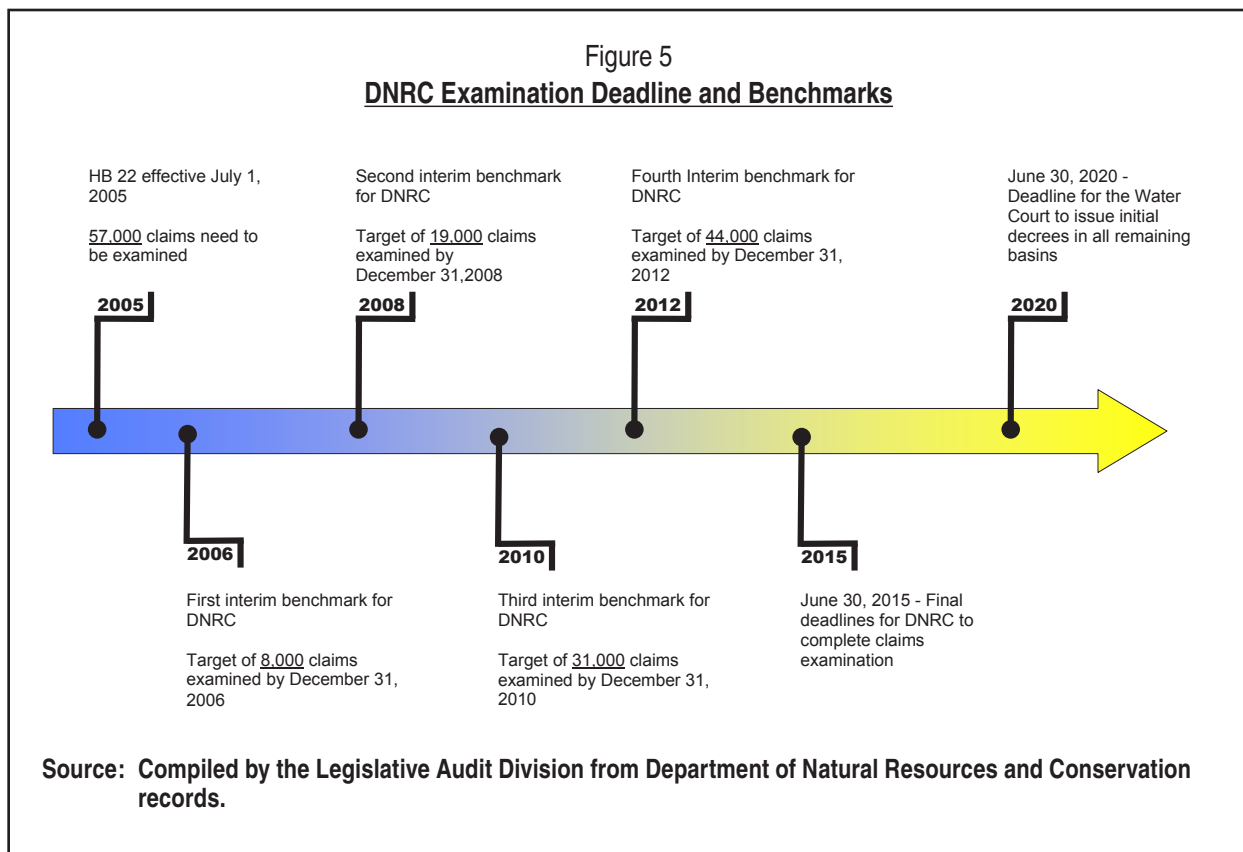 Figure 5
DNRC Examination Deadline and Benchmarks
HB 22 effective July 1,
2005
57,000 claims need to
be examined
2005
Second interim benchmark
for DNRC
Target of 19,000 claims
examined by
December 31,2008
2008
Fourth Interim benchmark for
DNRC
Target of 44,000 claims
examined by December 31,
2012
2012
June 30, 2020 -
Deadline for the Water
Court to issue initial
decrees in all remaining
basins
2020
2006
First interim benchmark for
DNRC
Target of 8,000 claims
examined by December 31,
2006
2010
Third interim benchmark for
DNRC
Target of 31,000 claims
examined by December 31,
2010
2015
June 30, 2015 - Final
deadlines for DNRC to
complete claims
examination
Source: Compiled by the Legislative Audit Division from Department of Natural Resources and Conservation
records.